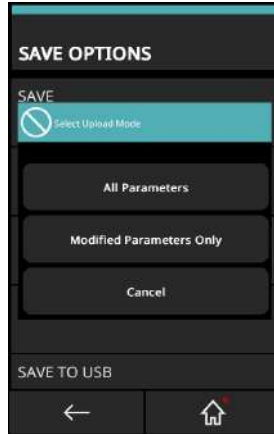 SAVE OPTIONS
SAVE
Select Upload Mode
All Parameters
Modified Parameters Only
Cancel
SAVE TO USB